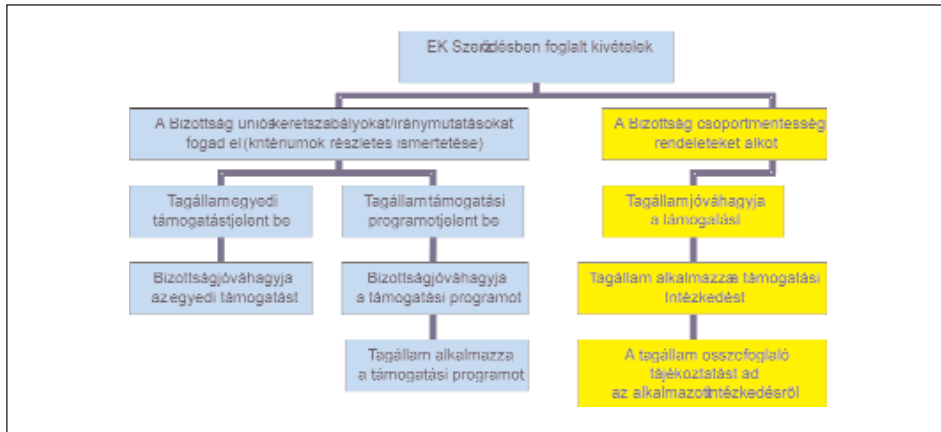 EK Szerződésben foglalt kivételek
A Bizottság uniós keretszabályokat/iránymutatásokat
fogad el (kritériumok részletes ismertetése)
A Bizottság csoportmentességi
rendeleteket alkot
Tagállam egyedi
támogatást jelent be
Tagállam támogatási
programot jelent be
Tagállam jóváhagyja
a támogatást
Bizottság jóváhagyja
az egyedi támogatást
Bizottság jóváhagyja
a támogatási programot
Tagállam alkalmazza a támogatási
Intézkedést
Tagállam alkalmazza
a támogatási programot
A tagállam összefoglaló
tájékoztatást ad
az alkalmazott intézkedésről